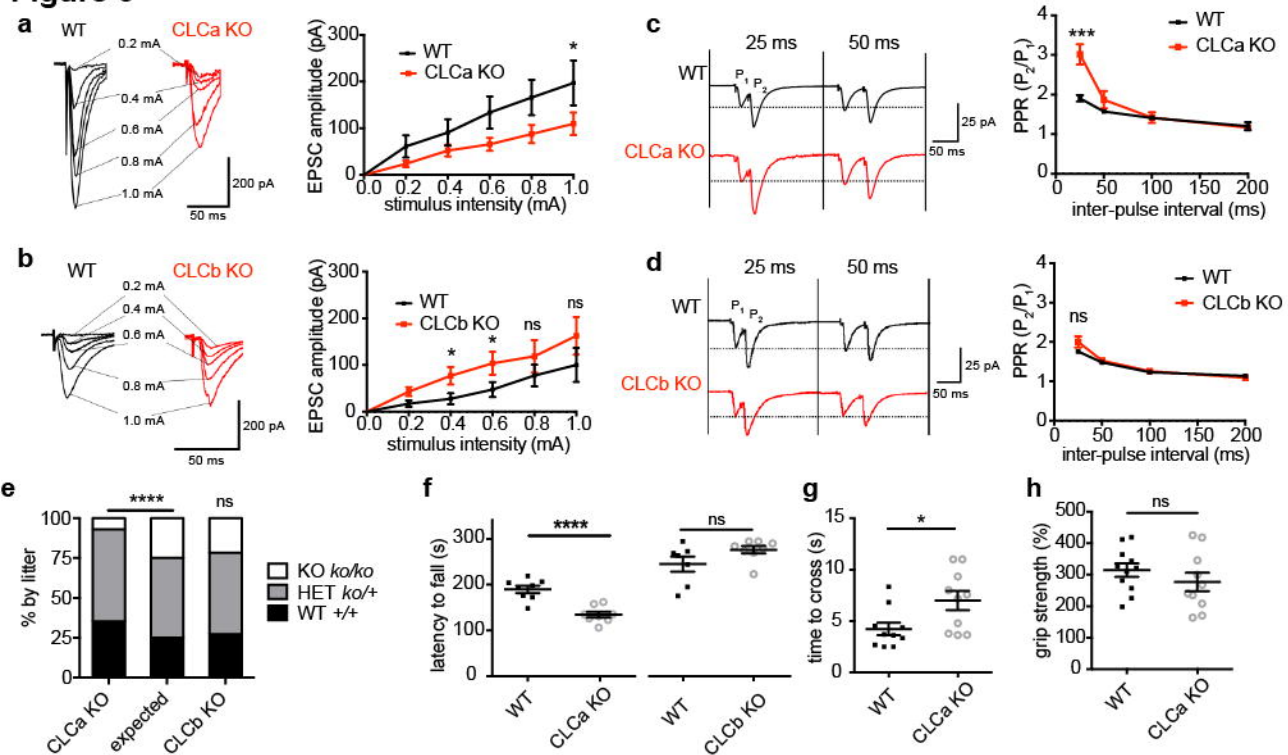 a
WT
CLCa KO
0.2 mA
0.4 mA
0.6 mA
0.8 mA
1.0 mA
200 pA
50 ms
EPSC amplitude (pA)
300
200
100
0
WT
CLCa KO
*
0.0 0.2 0.4 0.6 0.8 1.0
stimulus intensity (mA)
c
25 ms
50 ms
WT
P1 P2
CLCa KO
25 pA
50 ms
PPR (P2/P1)
4
3
2
1
0
***
WT
CLCa KO
0 50 100 150 200
inter-pulse interval (ms)
b
WT
CLCb KO
0.2 mA
0.4 mA
0.6 mA
0.8 mA
1.0 mA
200 pA
50 ms
EPSC amplitude (pA)
300
200
100
0
WT
CLCb KO
* * ns ns
0.0 0.2 0.4 0.6 0.8 1.0
stimulus intensity (mA)
d
25 ms
50 ms
WT
P1 P2
CLCb KO
25 pA
50 ms
PPR (P2/P1)
4
3
2
1
0
ns
WT
CLCb KO
0 50 100 150 200
inter-pulse interval (ms)
e
% by litter
100
75
50
25
0
****
ns
KO ko/ko
HET ko/+
WT +/+
CLCa KO
expected
CLCb KO
f
latency to fall (s)
300
200
100
0
****
ns
WT
CLCa KO
WT
CLCb KO
g
time to cross (s)
15
10
5
0
*
WT
CLCa KO
h
grip strength (%)
500
400
300
200
100
0
ns
WT
CLCa KO